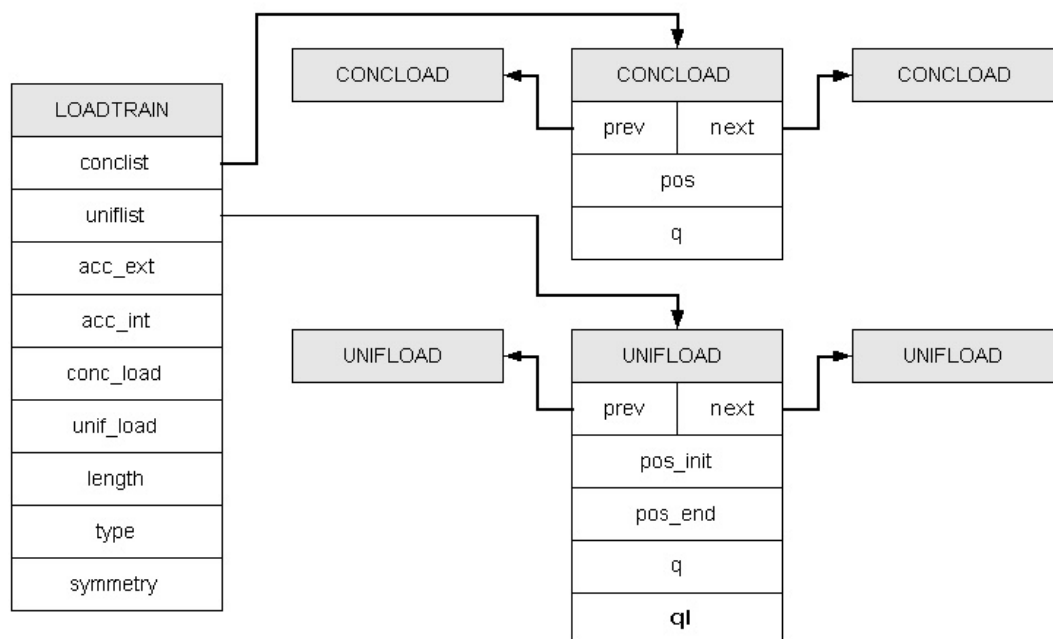 LOADTRAIN
conclist
uniflist
acc_ext
acc_int
conc_load
unif_load
length
type
symmetry
CONCLOAD
CONCLOAD
prev next
pos
q
CONCLOAD
UNIFLOAD
UNIFLOAD
prev next
pos_init
pos_end
q
ql
UNIFLOAD